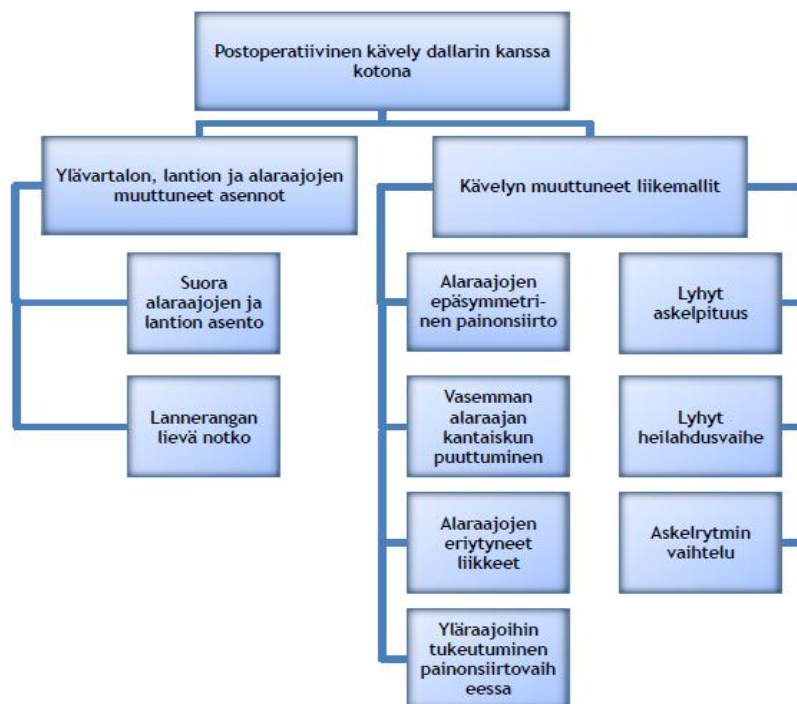 Postoperatiivinen kävely dallarin kanssa
kotona
Ylävartalon, lantion ja alaraajojen
muuttuneet asennot
Kävelyn muuttuneet liikemallit
Suora
alaraajojen ja
lantion asento
Lannerangan
lievä notko
Alaraajojen
epäsymmetri-
nen painonsiirto
Vasemman
alaraajan
kantaiskun
puuttuminen
Alaraajojen
eriytyneet
liikkeet
Yläraajoihin
tukeutuminen
painonsiirtovaih
eessa
Lyhyt
askelpituus
Lyhyt
heilahdusvaihe
Askelrytmin
vaihtelu